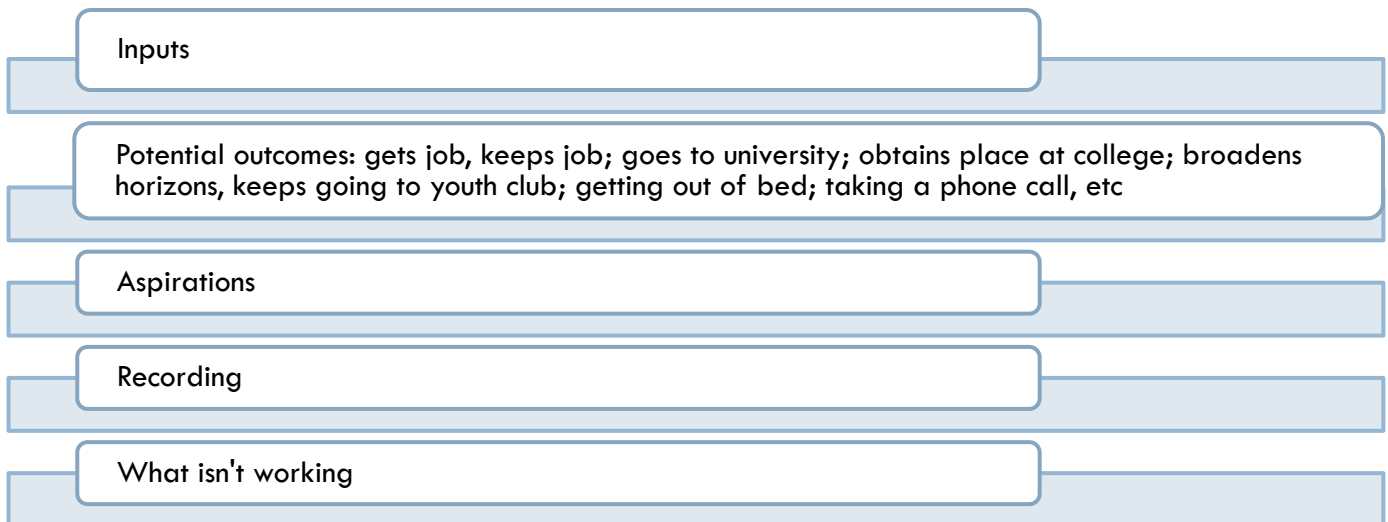 Inputs
Potential outcomes: gets job, keeps job; goes to university; obtains place at college; broadens
horizons, keeps going to youth club; getting out of bed; taking a phone call, etc
Aspirations
Recording
What isn't working